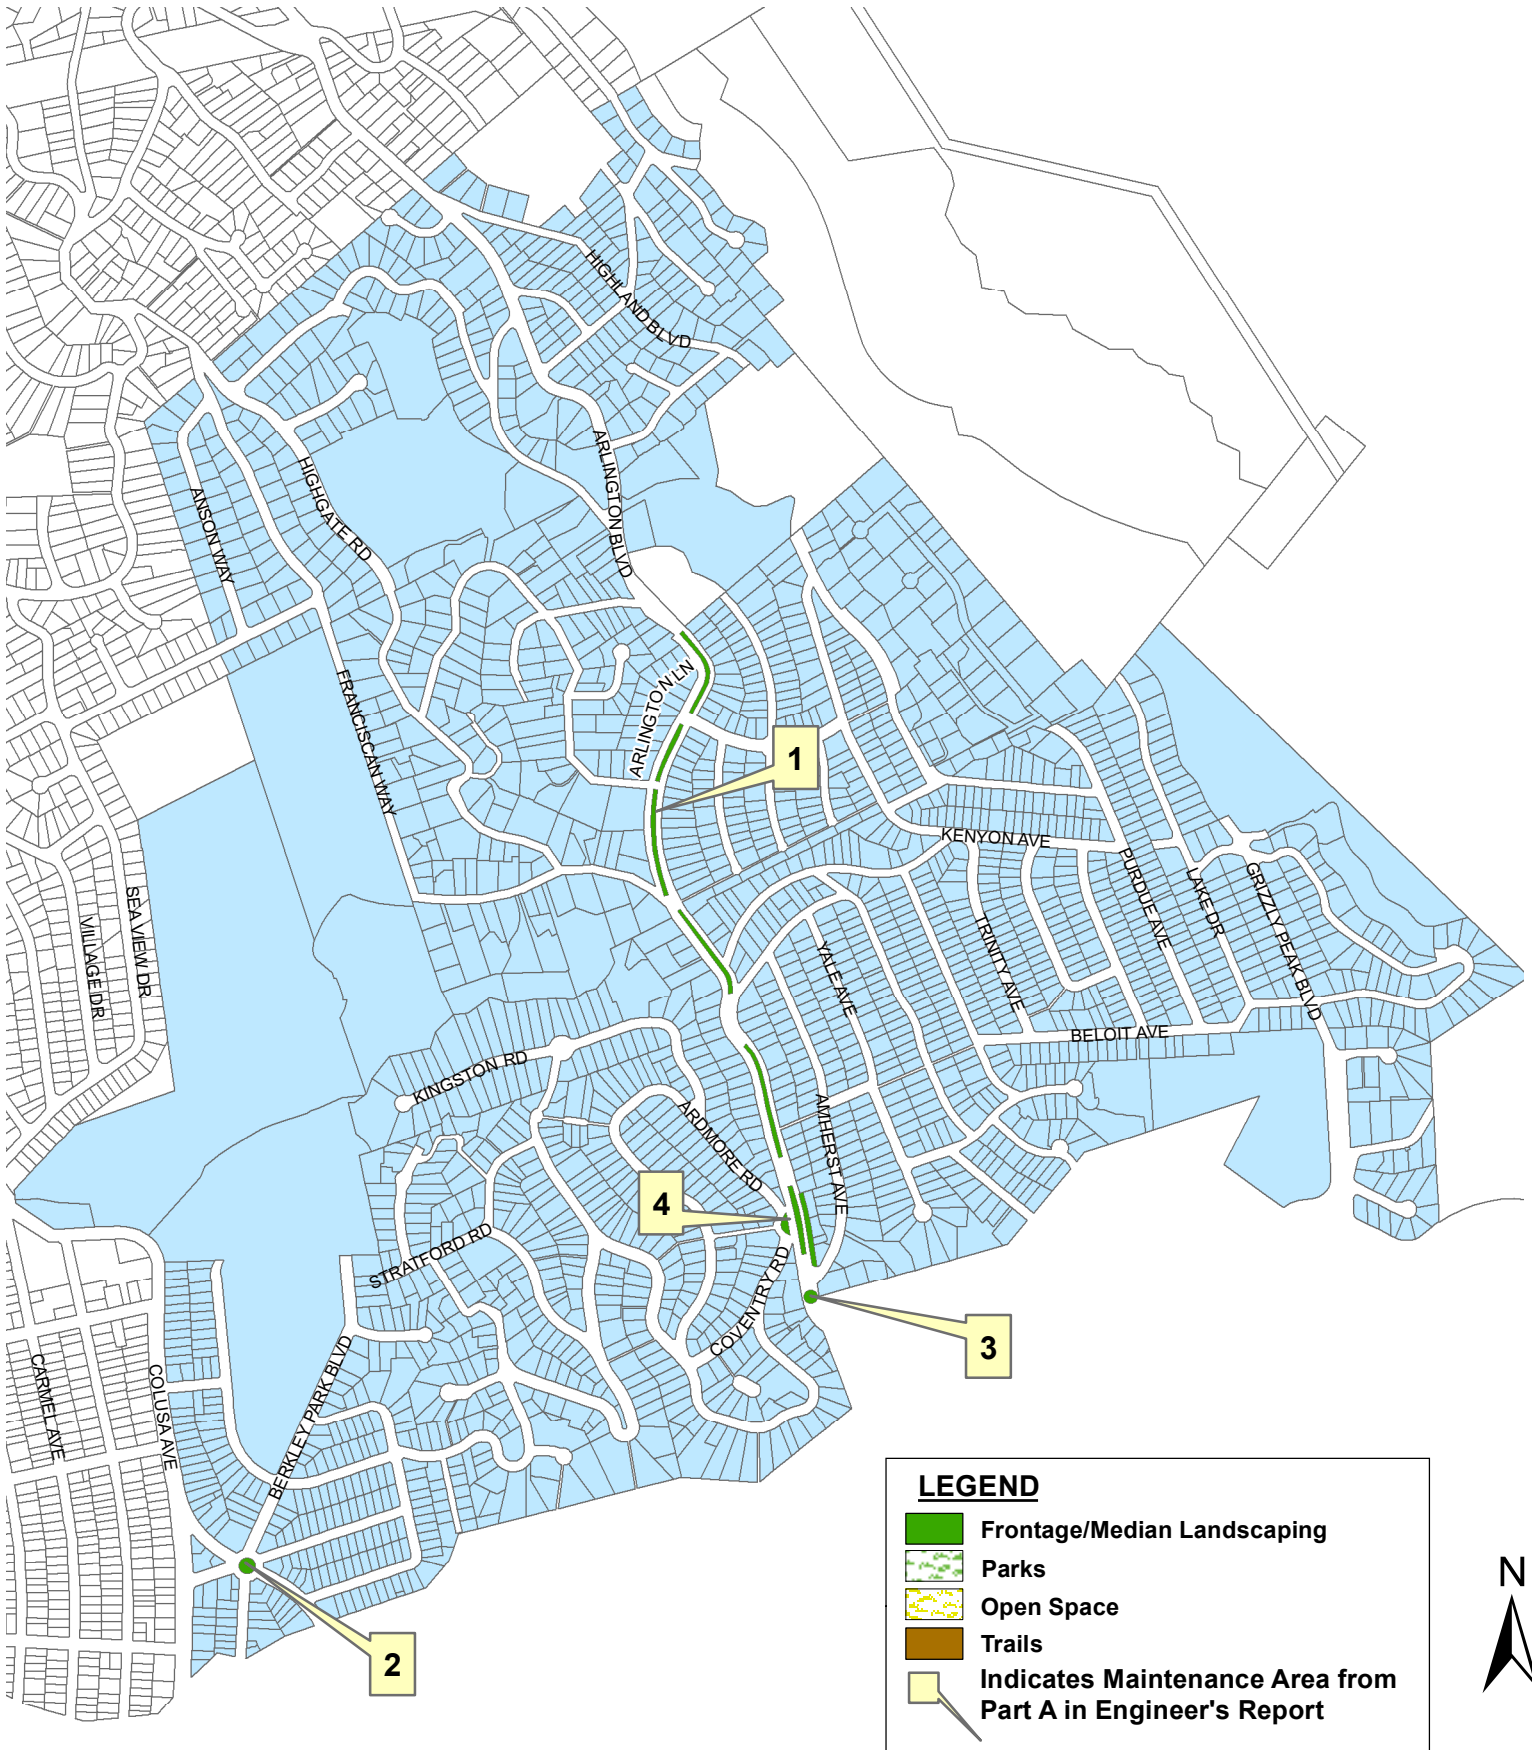 HIGHLAND BLVD
ARLINGTON BLVD
HIGHGATE RD
ANSON WAY
ARLINGTON LN
FRANCISCAN WAY
1
KENYON AVE
PURDUE AVE
LAKE DR
GRIZZLY PEAK BLVD
SEA VIEW DR
VILLAGE DR
YALE AVE
TRINITY AVE
BELOIT AVE
KINGSTON RD
ARDMORE RD
AMHERST AVE
4
STRATFORD RD
COVENTRY RD
3
BERKLEY PARK BLVD
COLUSA AVE
CARMEL AVE
2
LEGEND
Frontage/Median Landscaping
Parks
Open Space
Trails
Indicates Maintenance Area from
Part A in Engineer's Report
N